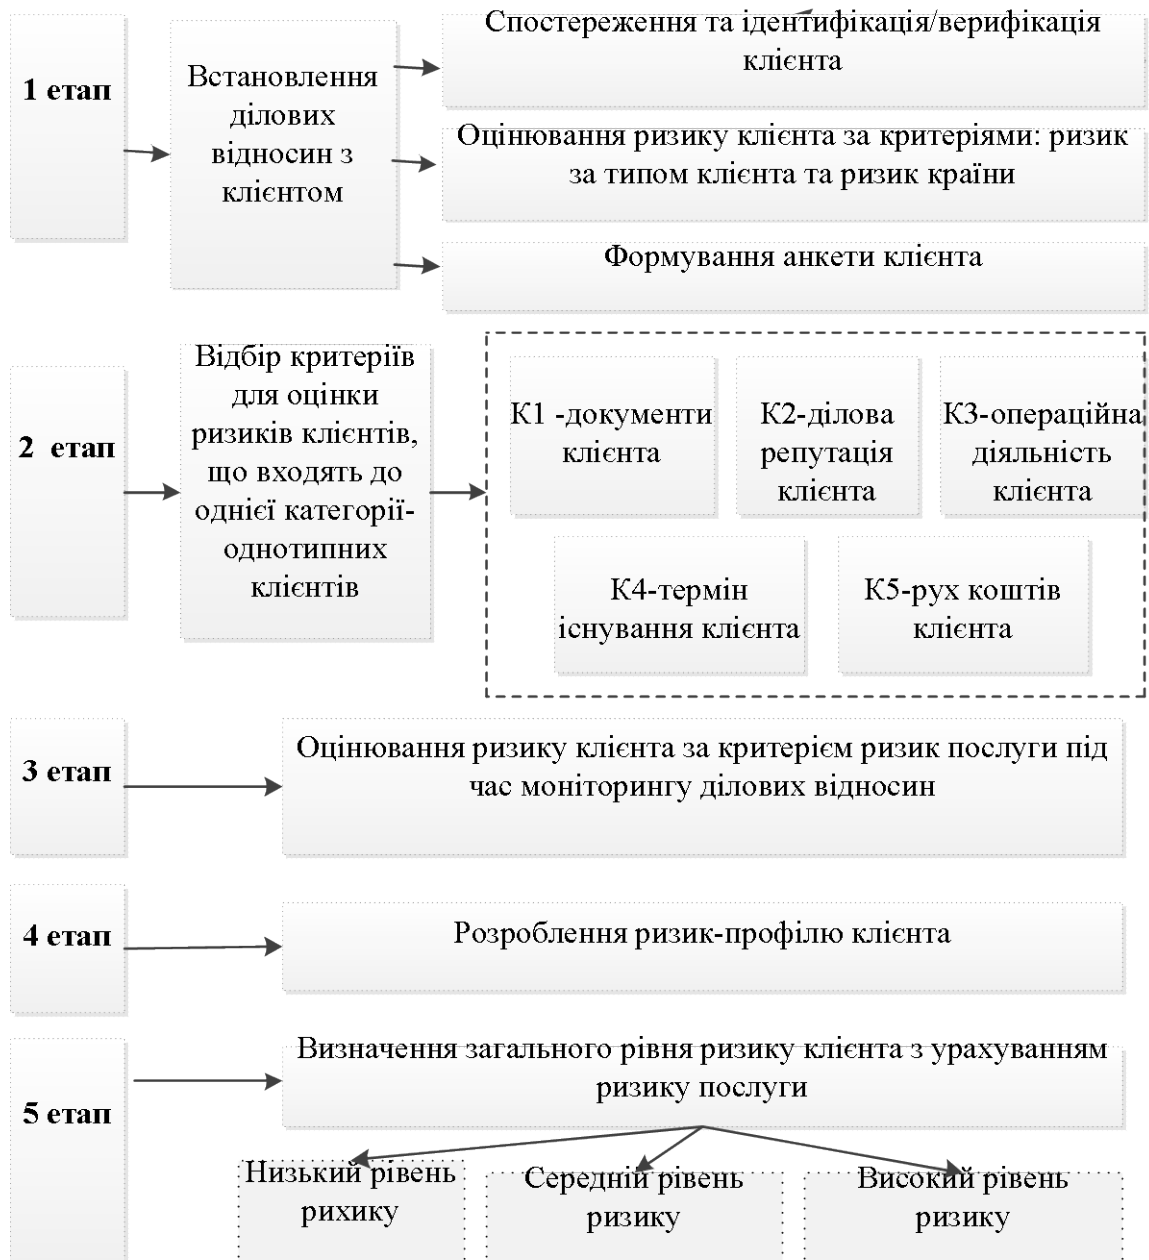 1 етап
Встановлення
ділових
відносин з
клієнтом
Спостереження та ідентифікація/верифікація
клієнта
Оцінювання ризику клієнта за критеріями: ризик
за типом клієнта та ризик країни
Формування анкети клієнта
2 етап
Відбір критеріїв
для оцінки
ризиків клієнтів,
що входять до
однієї категорії-
однотипних
клієнтів
К1 -документи
клієнта
К2-ділова
репутація
клієнта
К3-операційна
діяльність
клієнта
К4-термін
існування клієнта
К5-рух коштів
клієнта
3 етап
Оцінювання ризику клієнта за критерієм ризик послуги під
час моніторингу ділових відносин
4 етап
Розроблення ризик-профілю клієнта
5 етап
Визначення загального рівня ризику клієнта з урахуванням
ризику послуги
Низький рівень
рихику
Середній рівень
ризику
Високий рівень
ризику